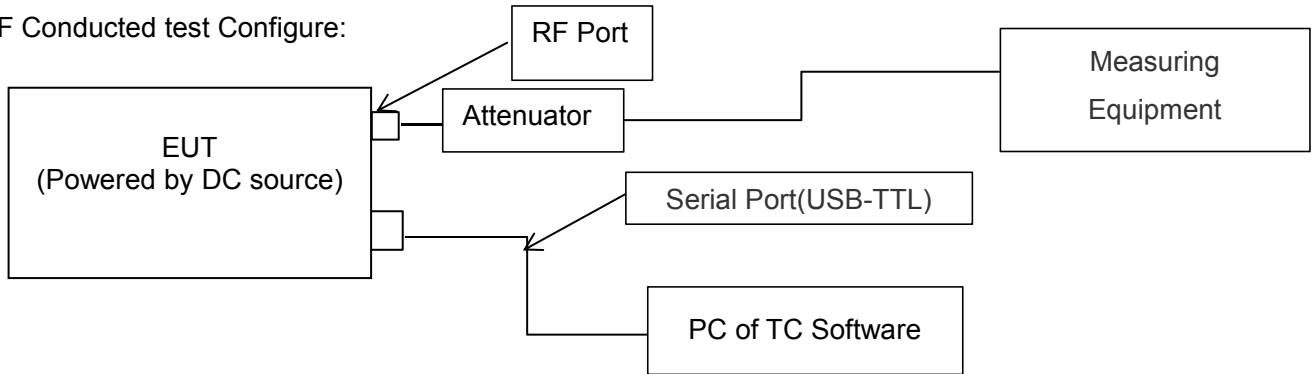 F Conducted test Configure:
RF Port
Measuring
Equipment
Attenuator
EUT
(Powered by DC source)
Serial Port(USB-TTL)
PC of TC Software